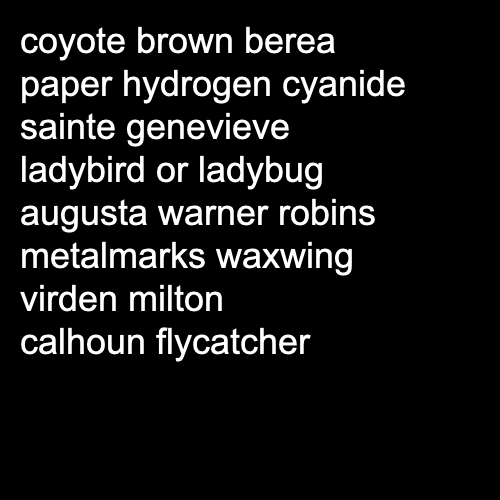 coyote brown berea
paper hydrogen cyanide
sainte genevieve
ladybird or ladybug
augusta warner robins
metalmarks waxwing
virden milton
calhoun flycatcher